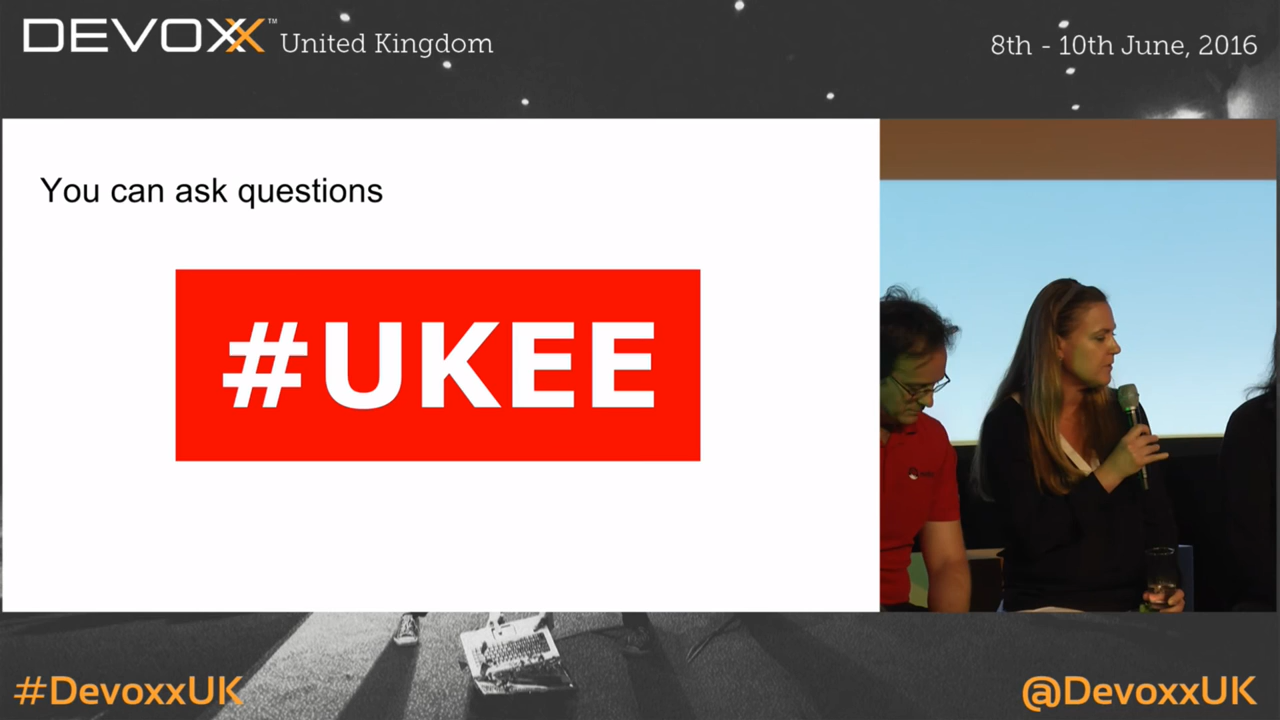 DEVOXX™ United Kingdom
8th - 10th June, 2016
You can ask questions
#UKEE
#DevoxxUK
@DevoxxUK